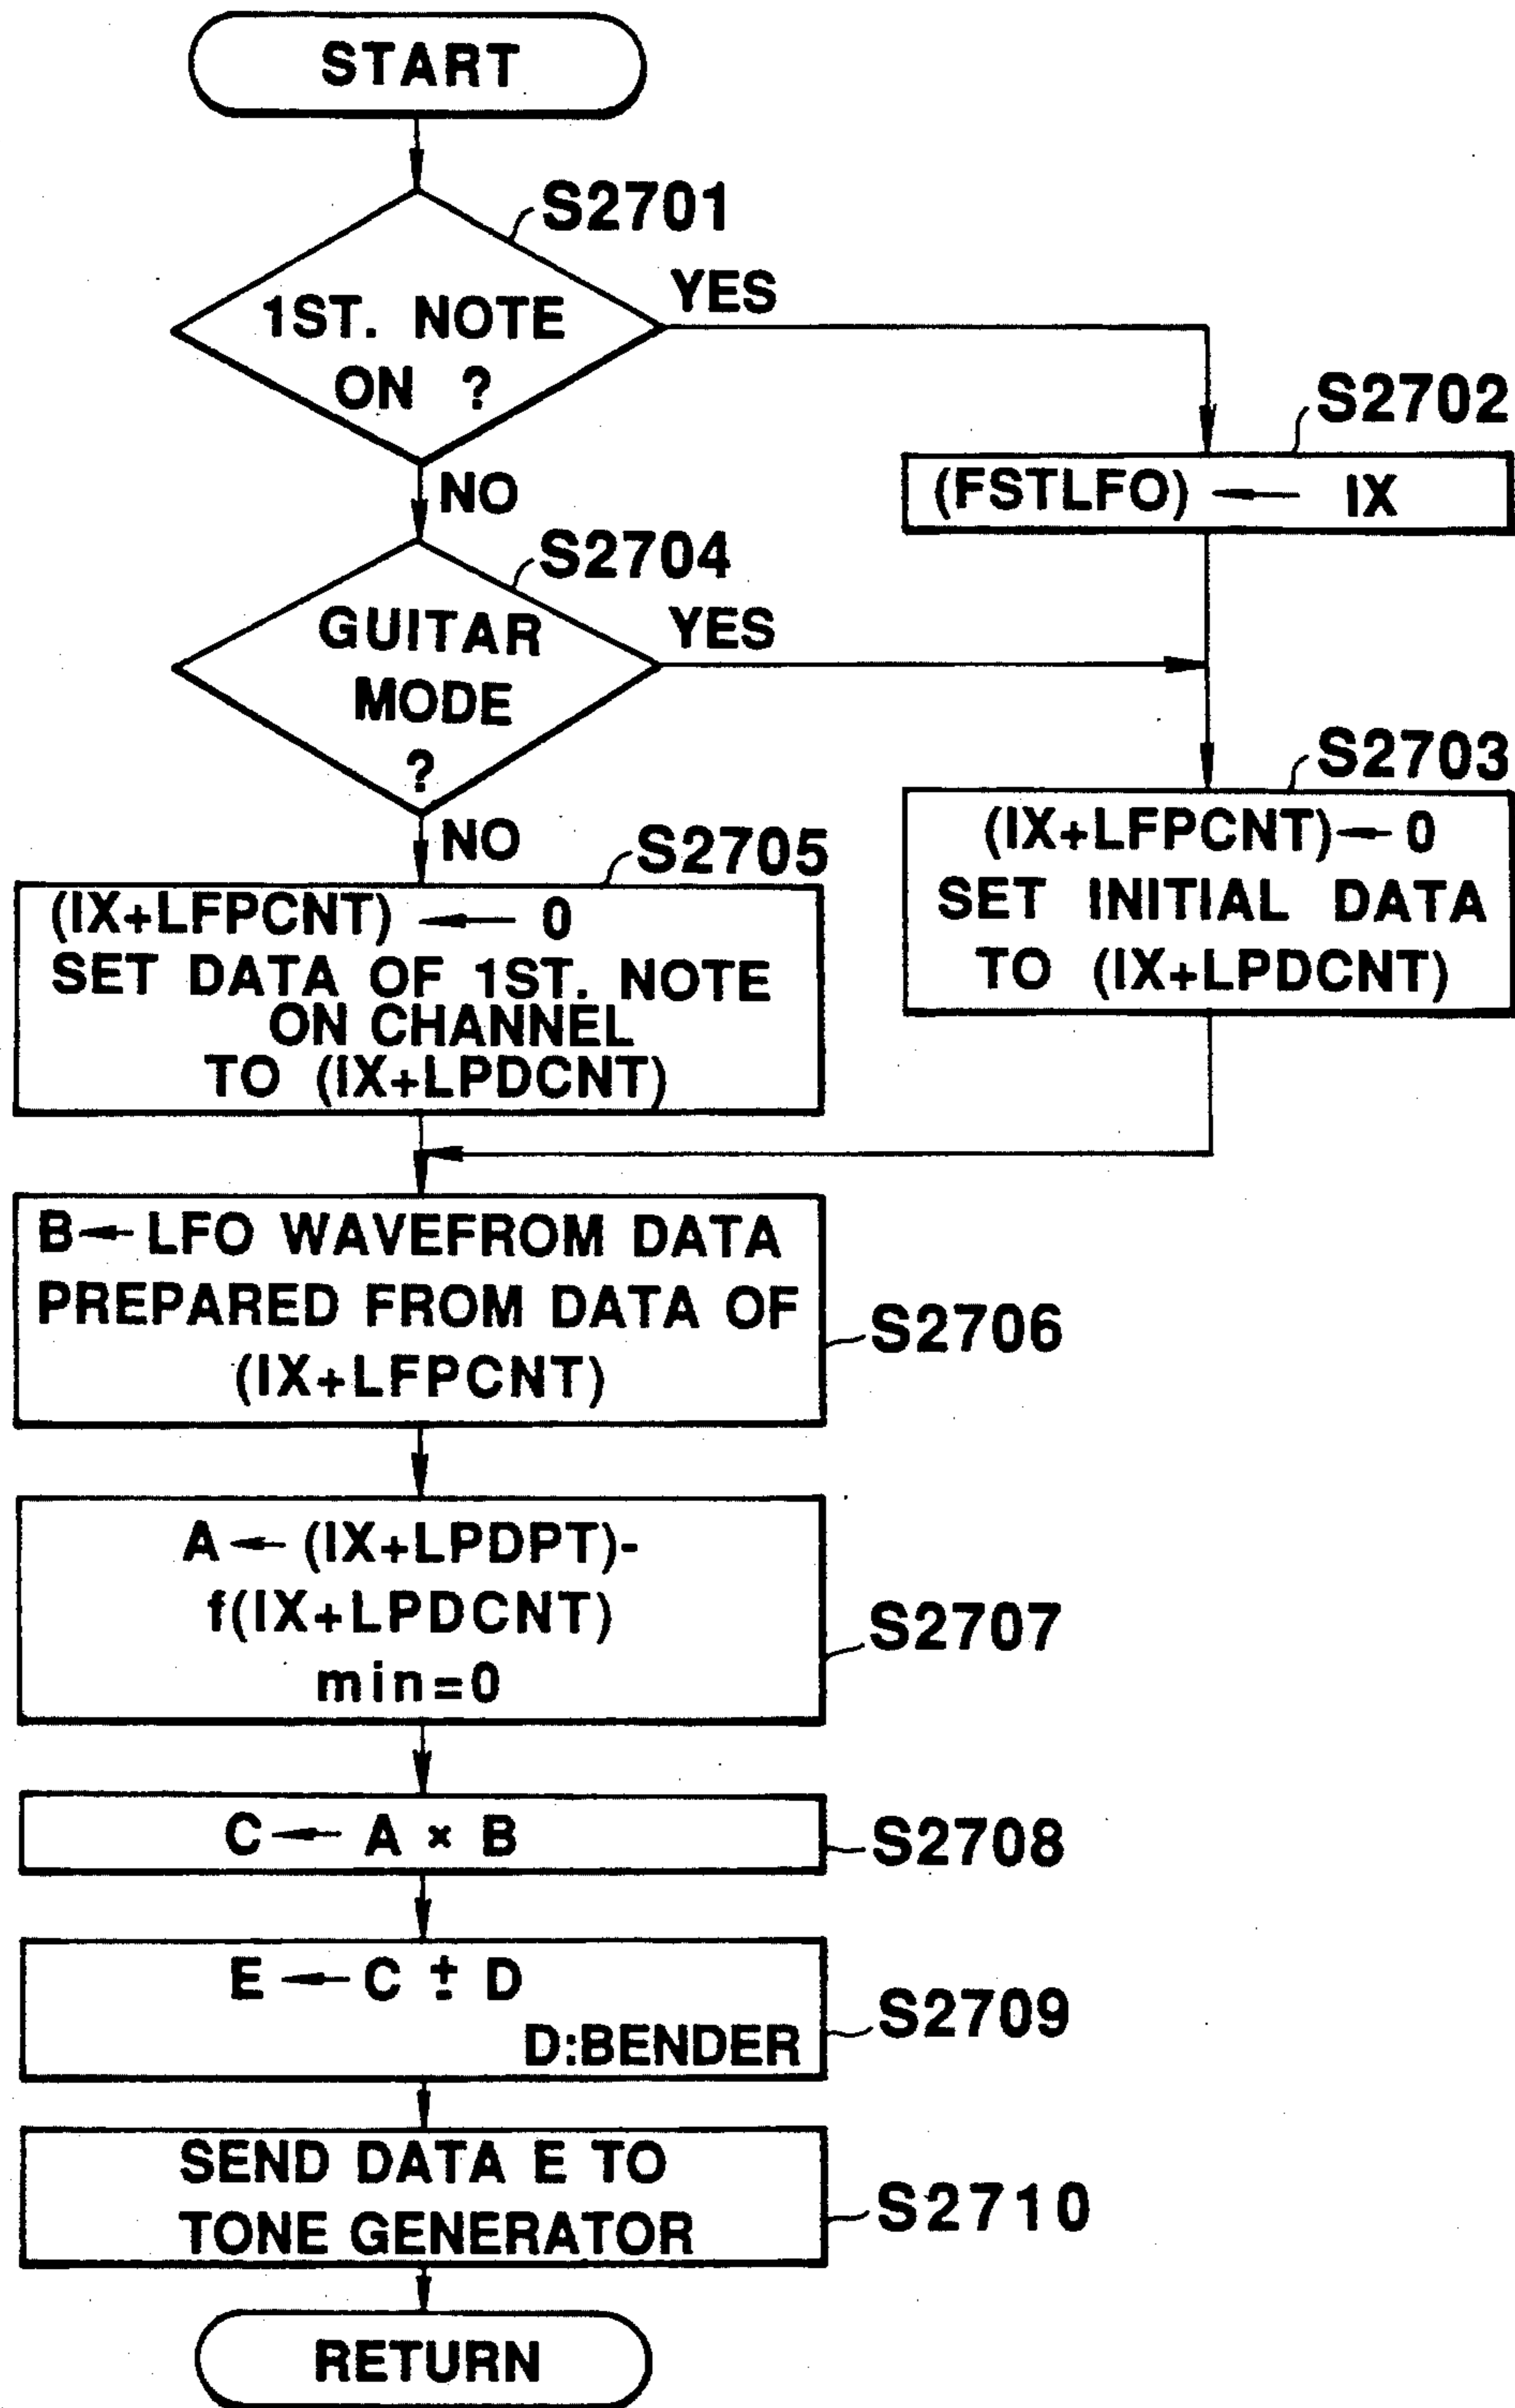 START
S2701
1ST. NOTE
ON ?
YES
NO
S2702
(FSTLFO) ← IX
S2704
GUITAR
MODE
?
YES
NO
S2703
(IX+LFPCNT)←0
SET INITIAL DATA
TO (IX+LPDCNT)
S2705
(IX+LFPCNT) ← 0
SET DATA OF 1ST. NOTE
ON CHANNEL
TO (IX+LPDCNT)
B←LFO WAVEFROM DATA
PREPARED FROM DATA OF
(IX+LFPCNT)
S2706
A←(IX+LPDPT)-
f(IX+LPDCNT)
min=0
S2707
C← A × B
S2708
E ←C ± D
D:BENDER
S2709
SEND DATA E TO
TONE GENERATOR
S2710
RETURN